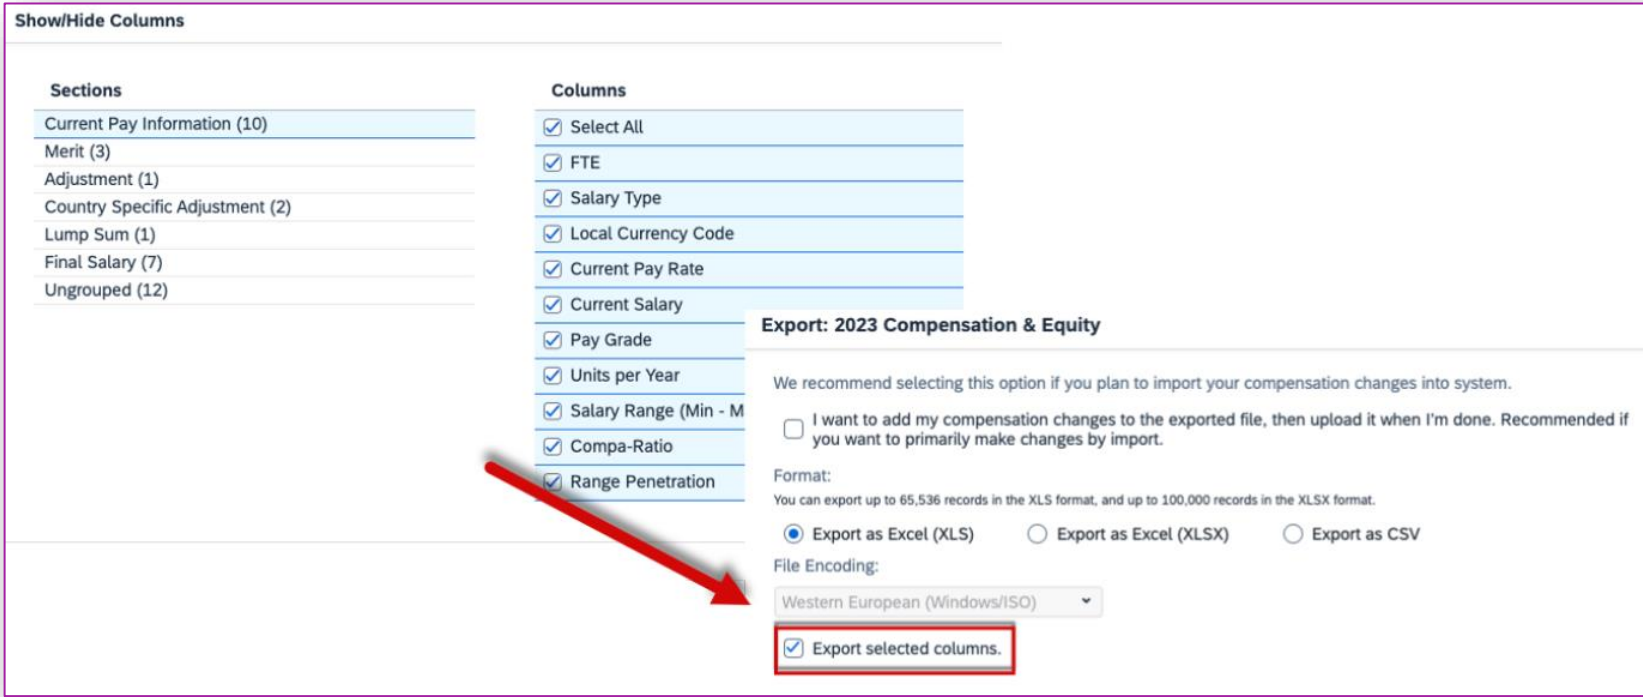 Show/Hide Columns
Sections
Current Pay Information (10)
Merit (3)
Adjustment (1)
Country Specific Adjustment (2)
Lump Sum (1)
Final Salary (7)
Ungrouped (12)
Columns
Select All
FTE
Salary Type
Local Currency Code
Current Pay Rate
Current Salary
Pay Grade
Units per Year
Salary Range (Min - M
Compa-Ratio
Range Penetration
Export: 2023 Compensation & Equity
We recommend selecting this option if you plan to import your compensation changes into system.
I want to add my compensation changes to the exported file, then upload it when I'm done. Recommended if
you want to primarily make changes by import.
Format:
You can export up to 65,536 records in the XLS format, and up to 100,000 records in the XLSX format.
Export as Excel (XLS)
Export as Excel (XLSX)
Export as CSV
File Encoding:
Western European (Windows/ISO)
Export selected columns.